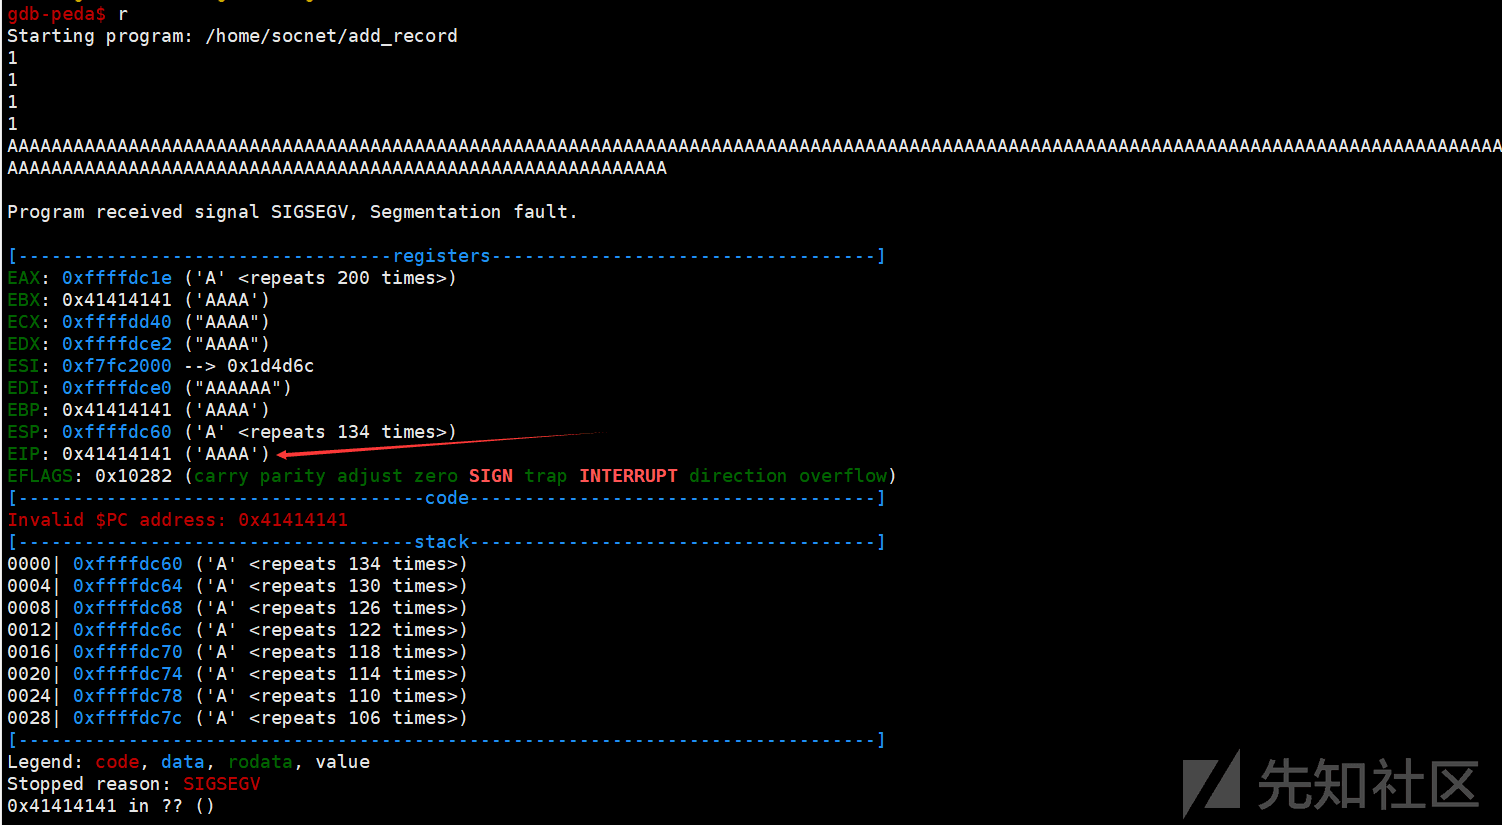 gdb-peda$ r
Starting program: /home/socnet/add_record
1
1
1
1
AAAAAAAAAAAAAAAAAAAAAAAAAAAAAAAAAAAAAAAAAAAAAAAAAAAAAAAAAAAAAAAAAAAAAAAAAAAAAAAAAAAAAAAAAAAAAAAAAAAAAAAAAAAAAAAAAAAAAAAAAAAAAAAAAAAAAAAA
AAAAAAAAAAAAAAAAAAAAAAAAAAAAAAAAAAAAAAAAAAAAAAAAAAAAAAAAAAAA
Program received signal SIGSEGV, Segmentation fault.
[----------------------------------registers-----------------------------------]
EAX: 0xffffdc1e ('A' <repeats 200 times>)
EBX: 0x41414141 ('AAAA')
ECX: 0xffffdd40 ("AAAA")
EDX: 0xffffdce2 ("AAAA")
ESI: 0xf7fc2000 --> 0x1d4d6c
EDI: 0xffffdce0 ("AAAAAA")
EBP: 0x41414141 ('AAAA')
ESP: 0xffffdc60 ('A' <repeats 134 times>)
EIP: 0x41414141 ('AAAA')
EFLAGS: 0x10282 (carry parity adjust zero SIGN trap INTERRUPT direction overflow)
[-------------------------------------code-------------------------------------]
Invalid $PC address: 0x41414141
[------------------------------------stack-------------------------------------]
0000| 0xffffdc60 ('A' <repeats 134 times>)
0004| 0xffffdc64 ('A' <repeats 130 times>)
0008| 0xffffdc68 ('A' <repeats 126 times>)
0012| 0xffffdc6c ('A' <repeats 122 times>)
0016| 0xffffdc70 ('A' <repeats 118 times>)
0020| 0xffffdc74 ('A' <repeats 114 times>)
0024| 0xffffdc78 ('A' <repeats 110 times>)
0028| 0xffffdc7c ('A' <repeats 106 times>)
[------------------------------------------------------------------------------]
Legend: code, data, rodata, value
Stopped reason: SIGSEGV
0x41414141 in ?? ()
先知社区